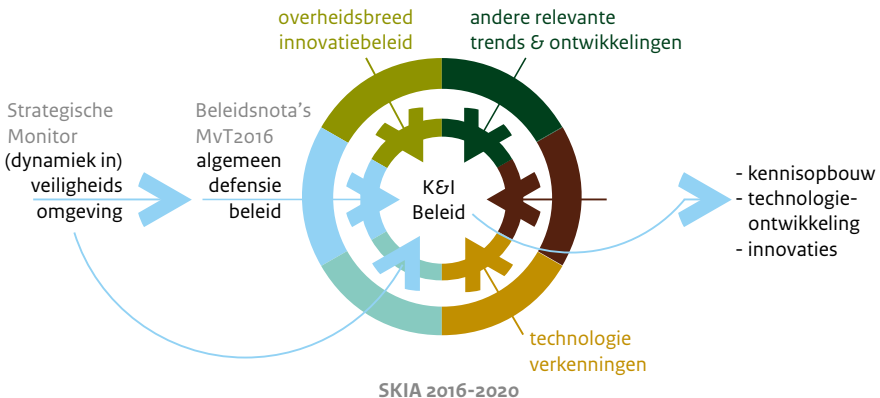 overheidsbreed
innovatiebeleid
andere relevante
trends & ontwikkelingen
Strategische
Monitor
(dynamiek in)
veiligheids
omgeving
Beleidsnota's
MvT2016
algemeen
defensie
beleid
K&I
Beleid
- kennisopbouw
- technologie-
ontwikkeling
- innovaties
technologie
verkenningen
SKIA 2016-2020